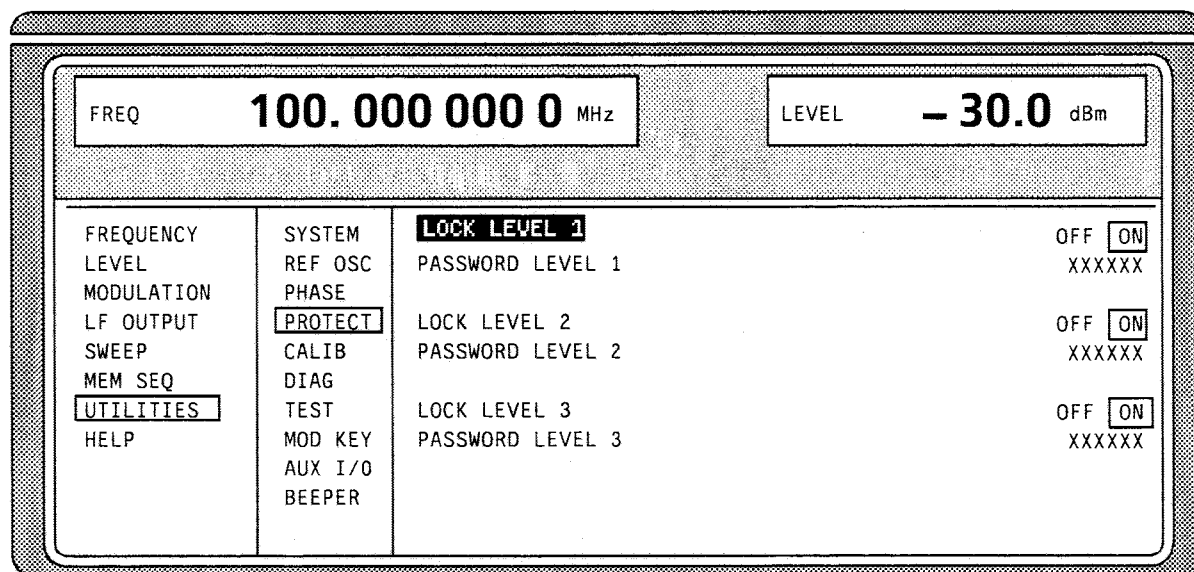 FREQ 100. 000 000 0 MHz LEVEL – 30.0 dBm
FREQUENCY SYSTEM LOCK LEVEL 1 OFF ON
LEVEL REF OSC PASSWORD LEVEL 1 XXXXXX
MODULATION PHASE
LF OUTPUT PROTECT LOCK LEVEL 2 OFF ON
SWEEP CALIB PASSWORD LEVEL 2 XXXXXX
MEM SEQ DIAG
UTILITIES TEST LOCK LEVEL 3 OFF ON
HELP MOD KEY PASSWORD LEVEL 3 XXXXXX
AUX I/O
BEEPER